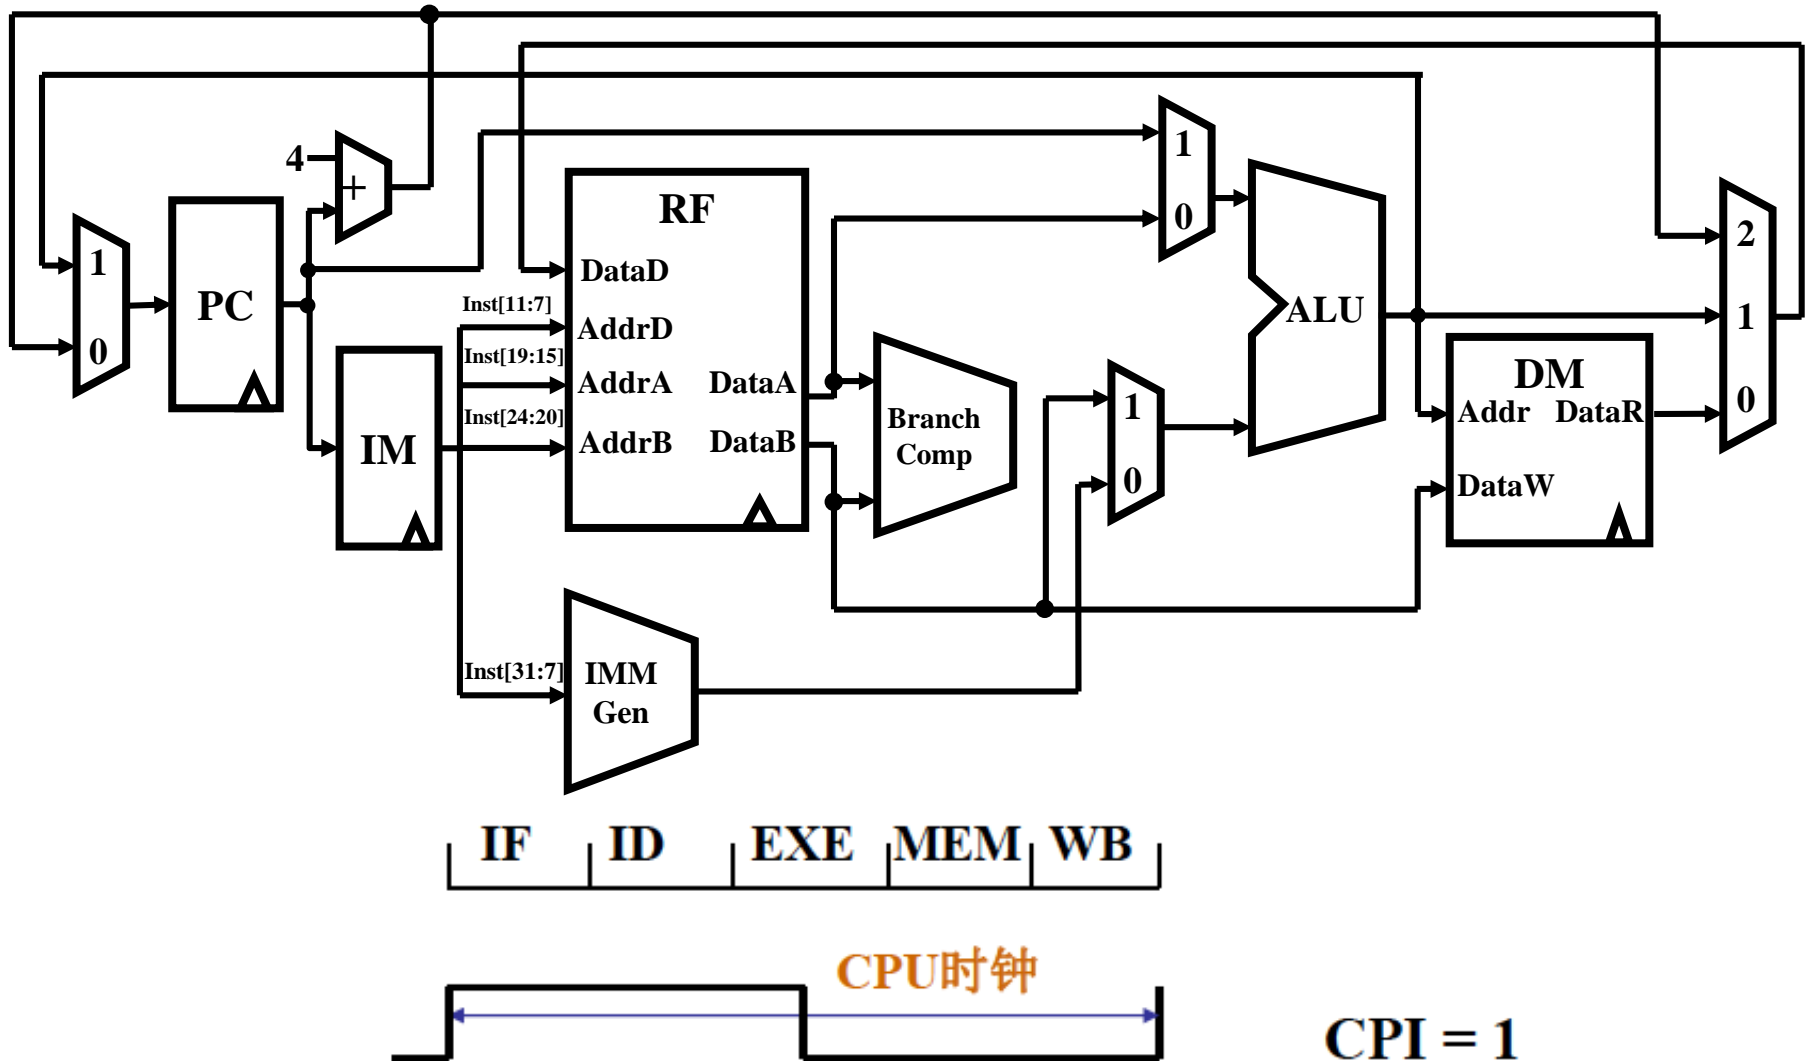 4
+
1
0
PC
IM
Inst[11:7]
Inst[19:15]
Inst[24:20]
Inst[31:7]
RF
DataD
AddrD
AddrA
AddrB
DataA
DataB
IMM
Gen
Branch
Comp
1
0
1
0
ALU
DM
Addr
DataR
DataW
2
1
0
IF
ID
EXE
MEM
WB
CPU时钟
CPI = 1